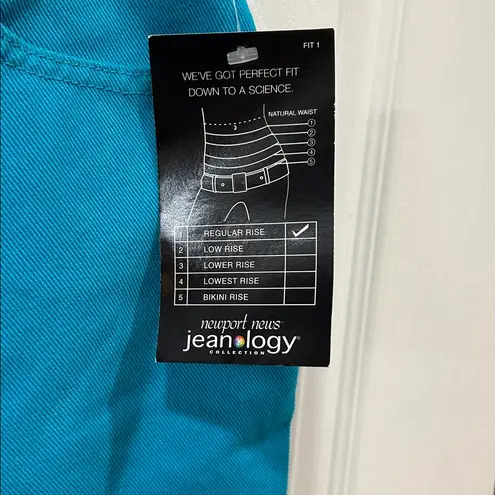 FIT 1
WE'VE GOT PERFECT FIT
DOWN TO A SCIENCE.
NATURAL WAIST
1
2
3
4
5
1 REGULAR RISE ✓
2 LOW RISE
3 LOWER RISE
4 LOWEST RISE
5 BIKINI RISE
newport news®
jeanology®
COLLECTION